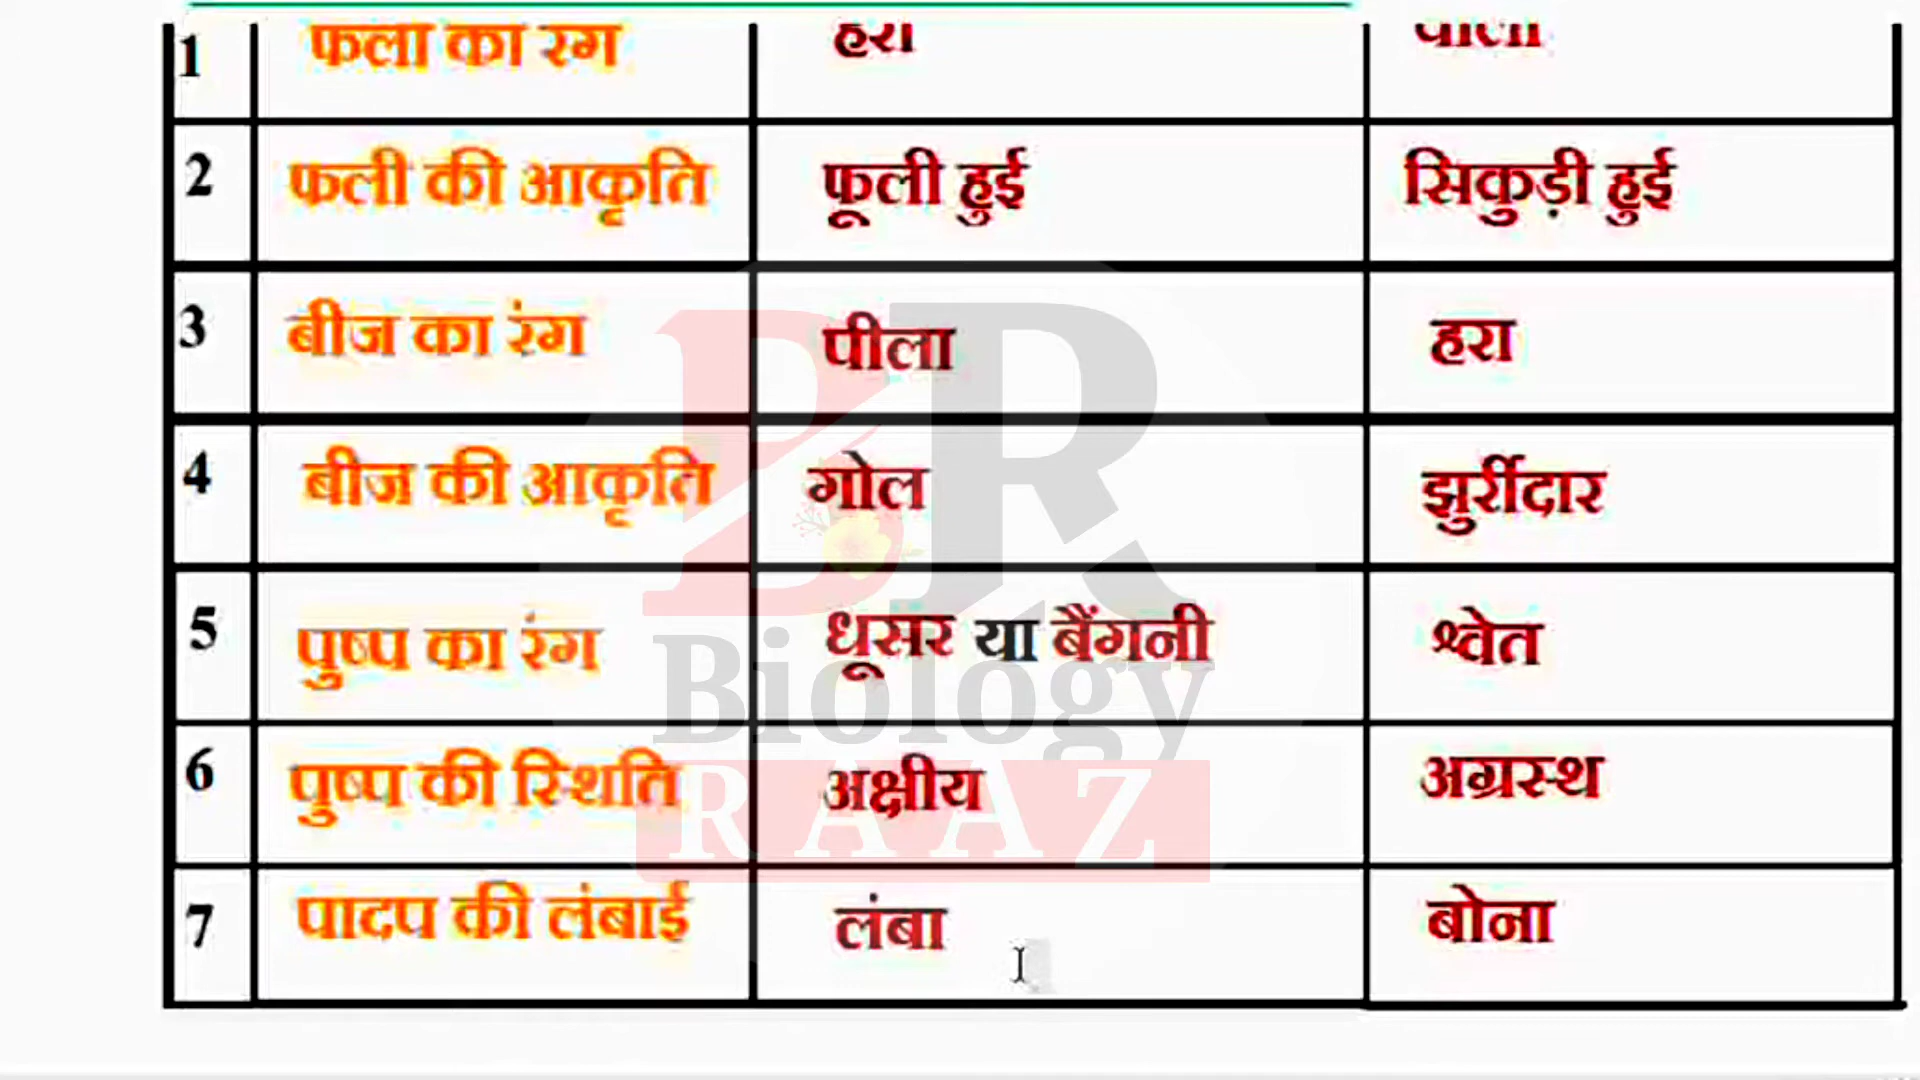 1 फली का रंग हरा पीला
2 फली की आकृति फूली हुई सिकुड़ी हुई
3 बीज का रंग पीला हरा
4 बीज की आकृति गोल झुर्रीदार
5 पुष्प का रंग धूसर या बैंगनी श्वेत
6 पुष्प की स्थिति अक्षीय अग्रस्थ
7 पादप की लंबाई लंबा बोना
BR
Biology
RAAZ